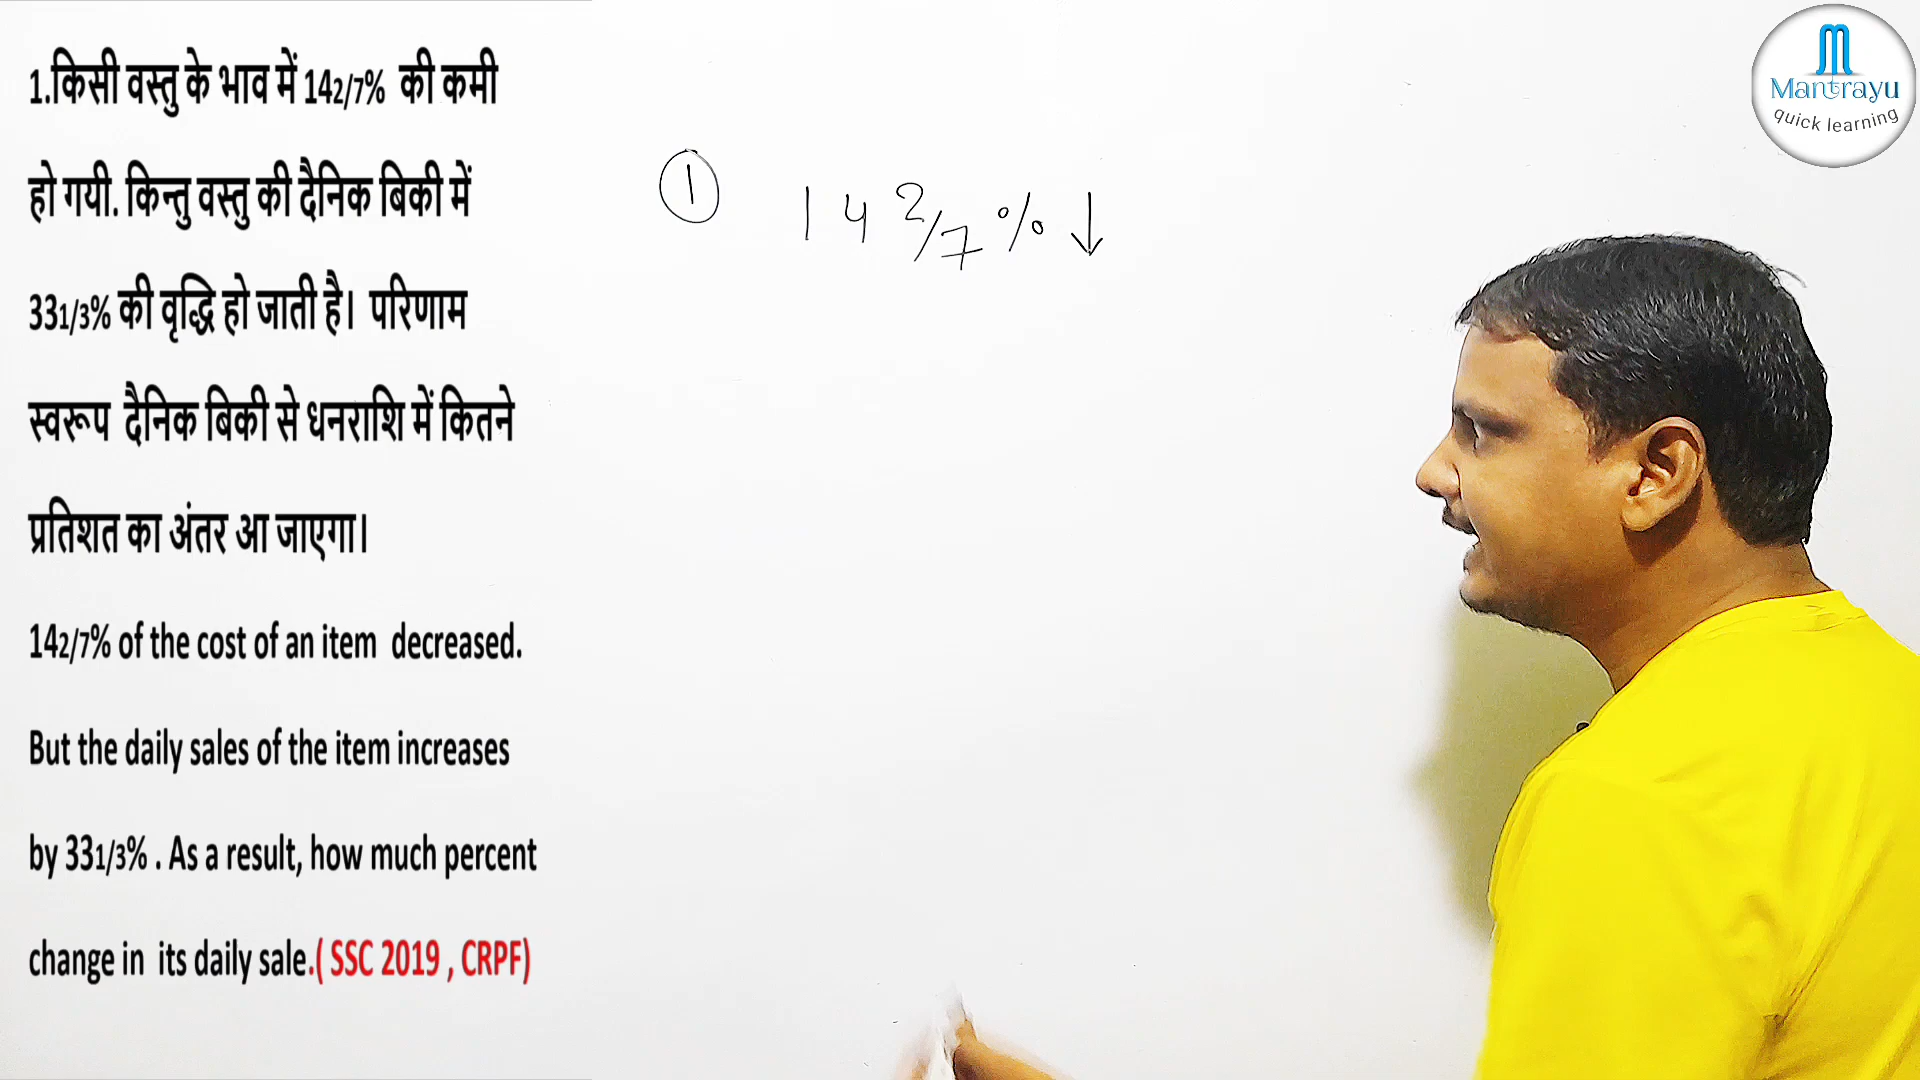 1.किसी वस्तु के भाव में 142/7% की कमी
हो गयी. किन्तु वस्तु की दैनिक बिकी में
331/3% की वृद्धि हो जाती है। परिणाम
स्वरूप दैनिक बिकी से धनराशि में कितने
प्रतिशत का अंतर आ जाएगा।
142/7% of the cost of an item decreased.
But the daily sales of the item increases
by 331/3% . As a result, how much percent
change in its daily sale.( SSC 2019 , CRPF)
1 14 2/7 % ↓
Mantrayu
quick learning